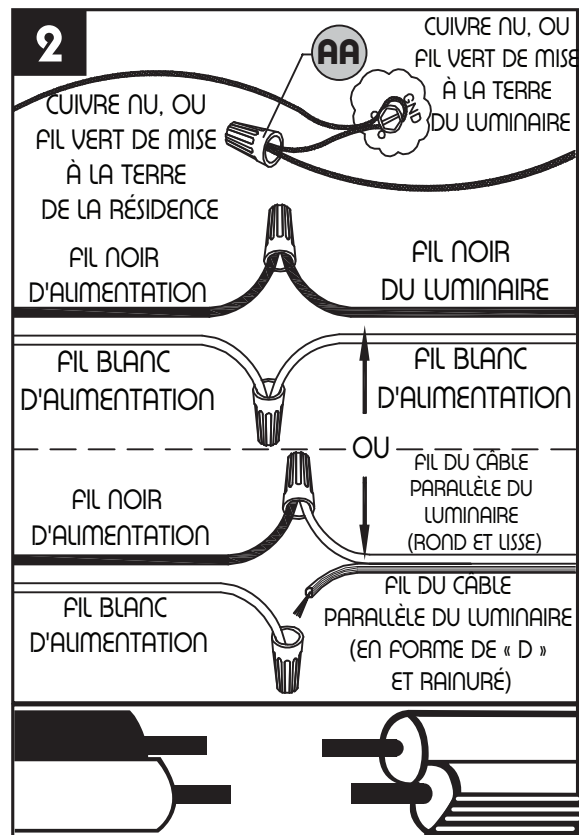 2
AA
CUIVRE NU, OU
FIL VERT DE MISE
À LA TERRE
DU LUMINAIRE
GND
CUIVRE NU, OU
FIL VERT DE MISE
À LA TERRE
DE LA RÉSIDENCE
FIL NOIR
D'ALIMENTATION
FIL NOIR
DU LUMINAIRE
FIL BLANC
D'ALIMENTATION
FIL BLANC
D'ALIMENTATION
OU
FIL NOIR
D'ALIMENTATION
FIL DU CÂBLE
PARALLÈLE DU
LUMINAIRE
(ROND ET LISSE)
FIL BLANC
D'ALIMENTATION
FIL DU CÂBLE
PARALLÈLE DU LUMINAIRE
(EN FORME DE « D »
ET RAINURÉ)